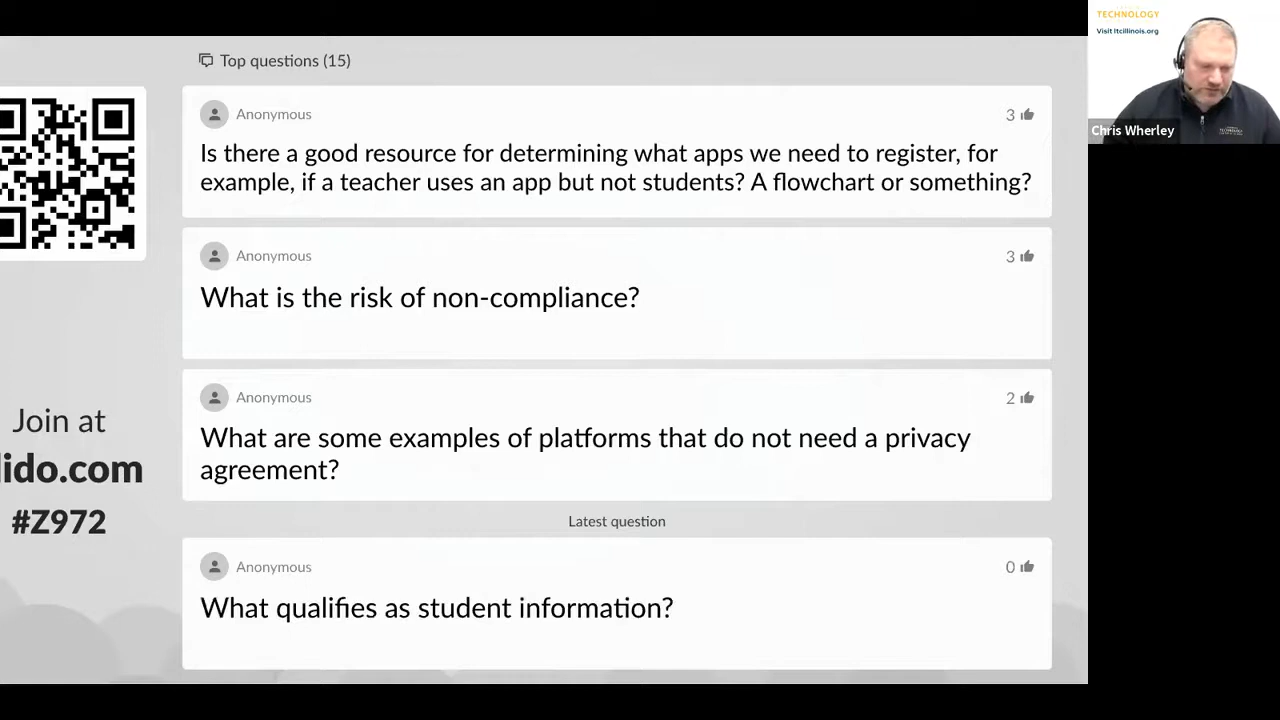 Top questions (15)
Anonymous
3
Is there a good resource for determining what apps we need to register, for
example, if a teacher uses an app but not students? A flowchart or something?
Anonymous
3
What is the risk of non-compliance?
Anonymous
2
What are some examples of platforms that do not need a privacy
agreement?
Latest question
Anonymous
0
What qualifies as student information?
Join at
lido.com
#Z972
TECHNOLOGY
Visit ltcillinois.org
TECHNOLOGY
Chris Wherley